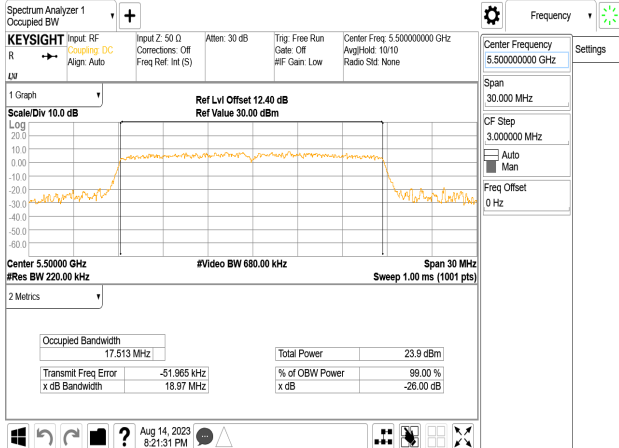 Spectrum Analyzer 1
Occupied BW
Frequency
KEYSIGHT
R
LXI
Input: RF
Coupling: DC
Align: Auto
Input Z: 50 Ω
Corrections: Off
Freq Ref: Int (S)
Atten: 30 dB
Trig: Free Run
Gate: Off
#IF Gain: Low
Center Freq: 5.500000000 GHz
Avg|Hold: 10/10
Radio Std: None
Center Frequency
5.500000000 GHz
Settings
Span
30.000 MHz
CF Step
3.000000 MHz
Auto
Man
Freq Offset
0 Hz
1 Graph
Scale/Div 10.0 dB
Ref Lvl Offset 12.40 dB
Ref Value 30.00 dBm
Log
20.0
10.0
0.00
-10.0
-20.0
-30.0
-40.0
-50.0
-60.0
Center 5.50000 GHz
#Res BW 220.00 kHz
#Video BW 680.00 kHz
Span 30 MHz
Sweep 1.00 ms (1001 pts)
2 Metrics
Occupied Bandwidth
17.513 MHz
Total Power 23.9 dBm
Transmit Freq Error -51.965 kHz
% of OBW Power 99.00 %
x dB Bandwidth 18.97 MHz
x dB -26.00 dB
?
Aug 14, 2023
8:21:31 PM